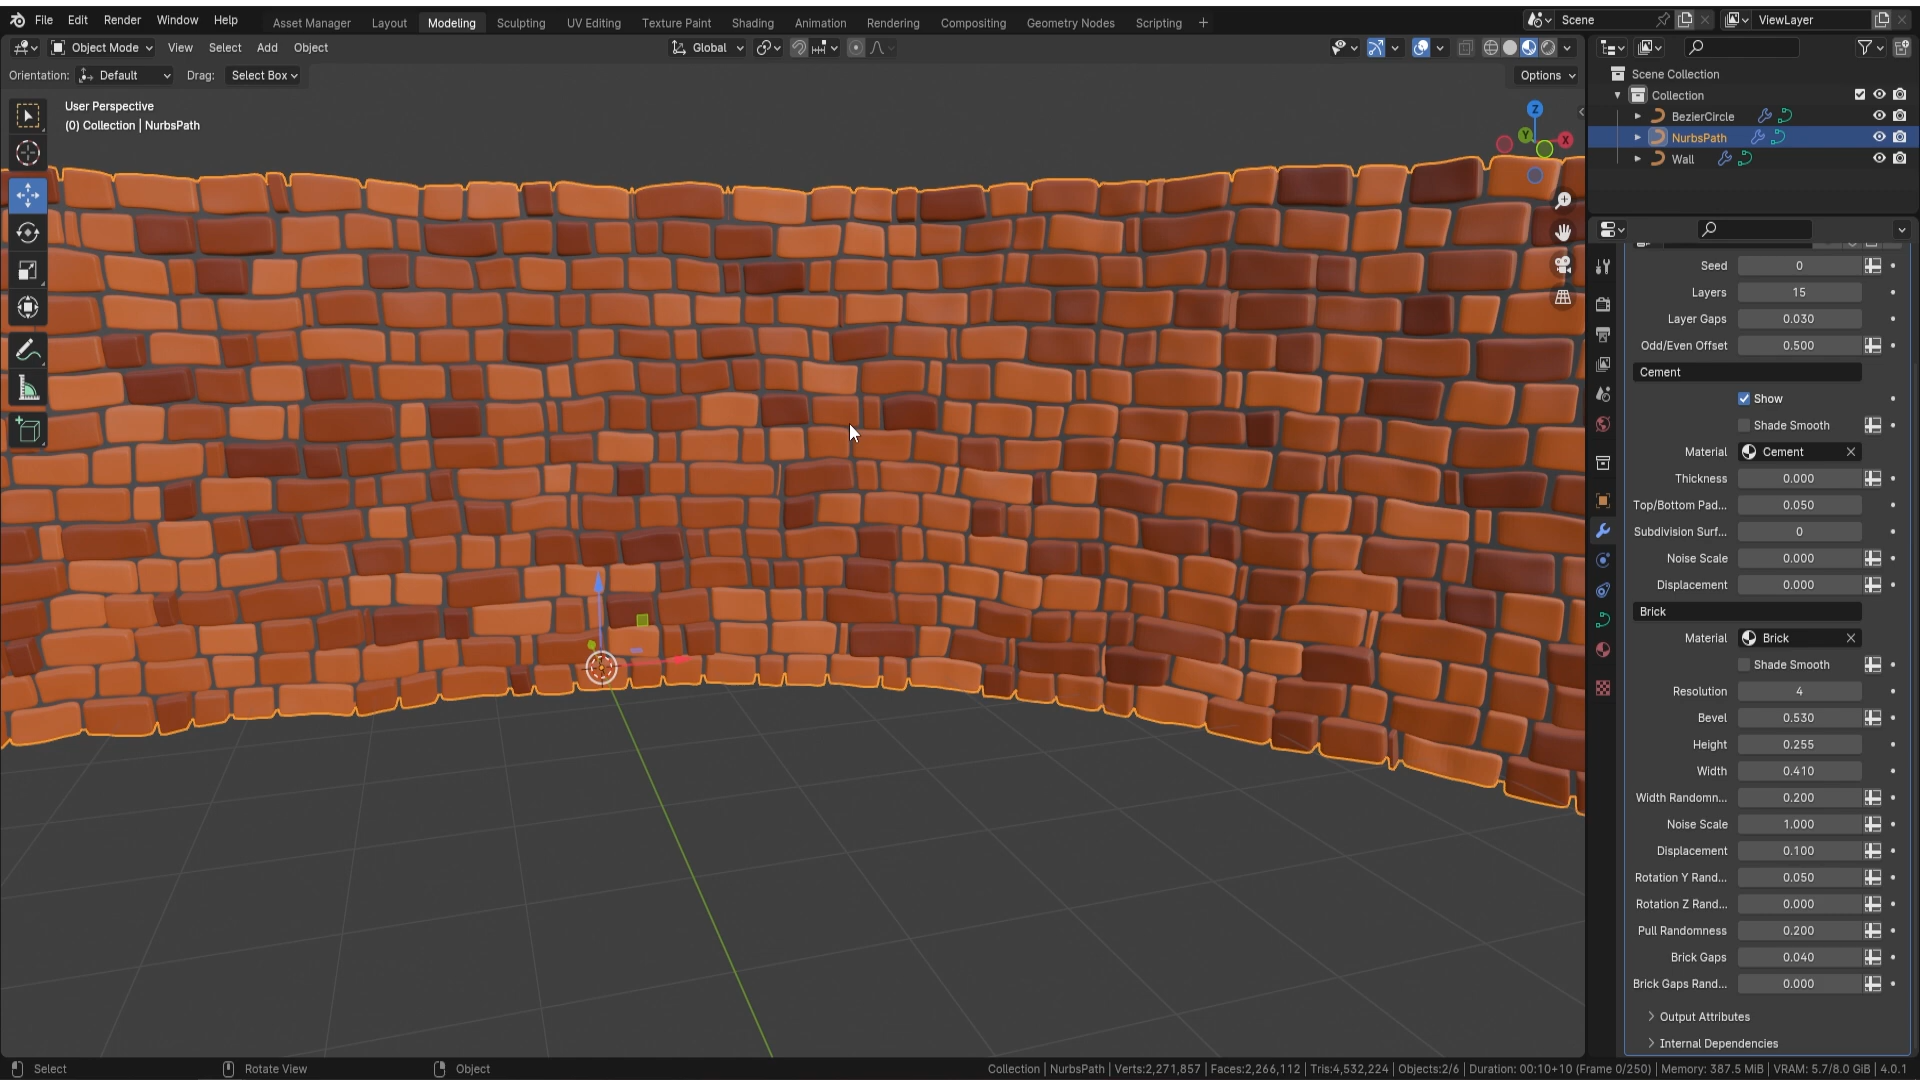 File Edit Render Window Help Asset Manager Layout Modeling Sculpting UV Editing Texture Paint Shading Animation Rendering Compositing Geometry Nodes Scripting + Scene ViewLayer
Object Mode View Select Add Object Global
Orientation: Default Drag: Select Box Options
Scene Collection
Collection
BezierCircle
NurbsPath
Wall
User Perspective
(0) Collection | NurbsPath
Z
Y
X
Seed 0
Layers 15
Layer Gaps 0.030
Odd/Even Offset 0.500
Cement
Show
Shade Smooth
Material Cement
Thickness 0.000
Top/Bottom Pad... 0.050
Subdivision Surf... 0
Noise Scale 0.000
Displacement 0.000
Brick
Material Brick
Shade Smooth
Resolution 4
Bevel 0.530
Height 0.255
Width 0.410
Width Randomn... 0.200
Noise Scale 1.000
Displacement 0.100
Rotation Y Rand... 0.050
Rotation Z Rand... 0.000
Pull Randomness 0.200
Brick Gaps 0.040
Brick Gaps Rand... 0.000
Output Attributes
Internal Dependencies
Select Rotate View Object Collection | NurbsPath | Verts:2,271,857 | Faces:2,266,112 | Tris:4,532,224 | Objects:2/6 | Duration: 00:10+10 (Frame 0/250) | Memory: 387.5 MiB | VRAM: 5.7/8.0 GiB | 4.0.1